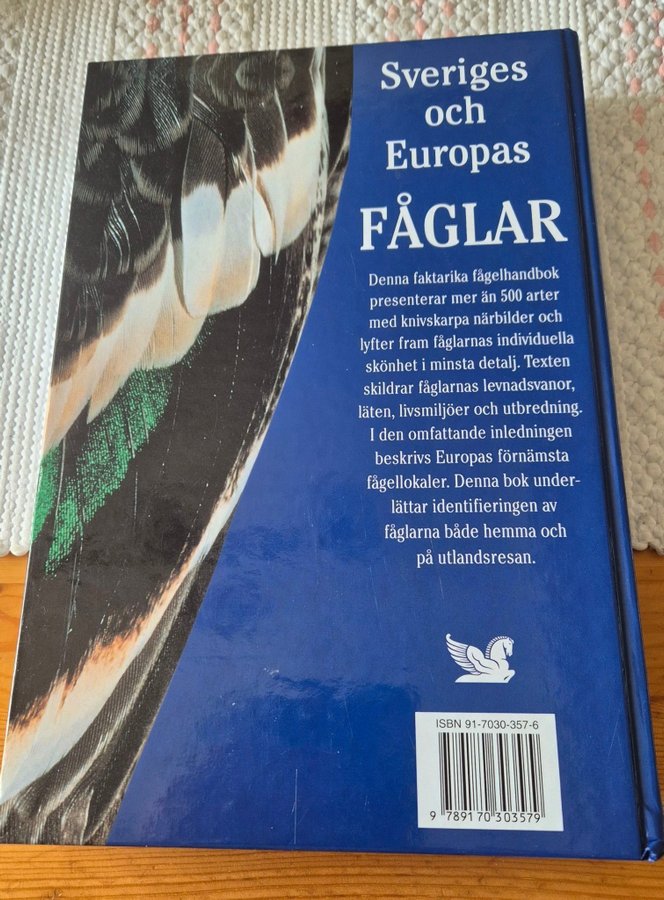 Sveriges
och
Europas
FÅGLAR
Denna faktarika fågelhandbok
presenterar mer än 500 arter
med knivskarpa närbilder och
lyfter fram fåglarnas individuella
skönhet i minsta detalj. Texten
skildrar fåglarnas levnadsvanor,
läten, livsmiljöer och utbredning.
I den omfattande inledningen
beskrivs Europas förnämsta
fågellokaler. Denna bok under-
lättar identifieringen av
fåglarna både hemma och
på utlandsresan.
ISBN 91-7030-357-6
9 789170 303579